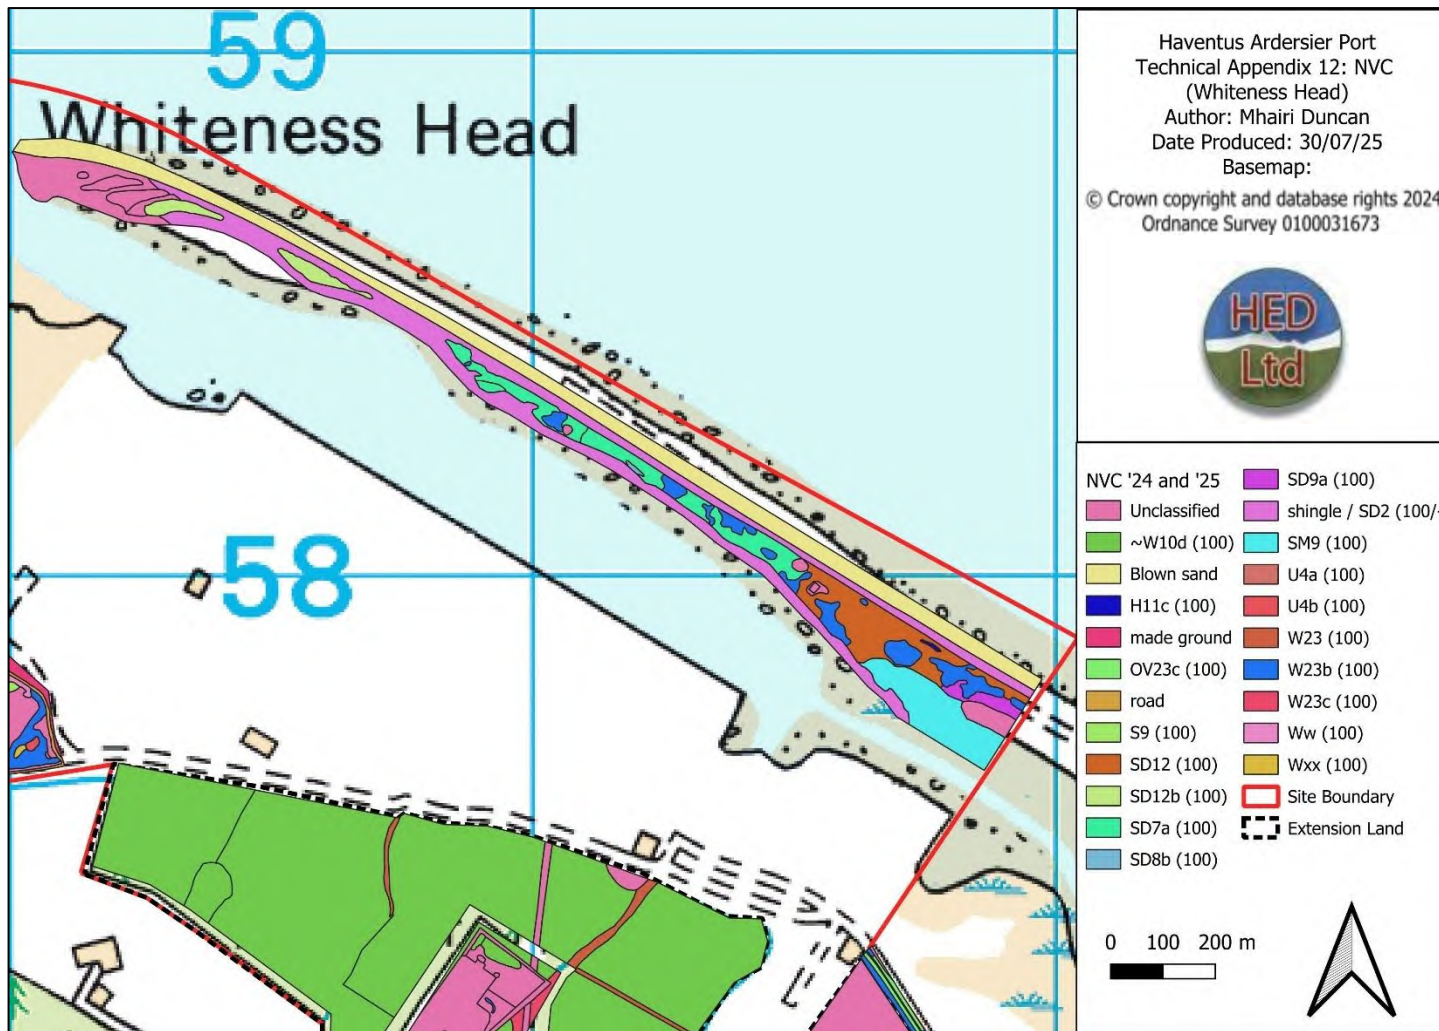 59
Whiteness Head
58
Haventus Ardersier Port
Technical Appendix 12: NVC
(Whiteness Head)
Author: Mhairi Duncan
Date Produced: 30/07/25
Basemap:
© Crown copyright and database rights 2024
Ordnance Survey 0100031673
HED
Ltd
NVC '24 and '25
Unclassified
~W10d (100)
Blown sand
H11c (100)
made ground
OV23c (100)
road
S9 (100)
SD12 (100)
SD12b (100)
SD7a (100)
SD8b (100)
SD9a (100)
shingle / SD2 (100/
SM9 (100)
U4a (100)
U4b (100)
W23 (100)
W23b (100)
W23c (100)
Ww (100)
Wxx (100)
Site Boundary
Extension Land
0 100 200 m